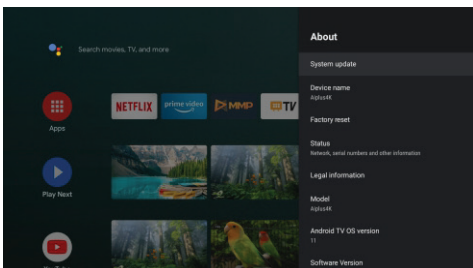 Search movies, TV, and more
Apps
NETFLIX
prime video
MMP
TV
Play Next
About
System update
Device name
Aiplus4K
Factory reset
Status
Network, serial numbers and other information
Legal information
Model
Aiplus4K
Android TV OS version
11
Software Version